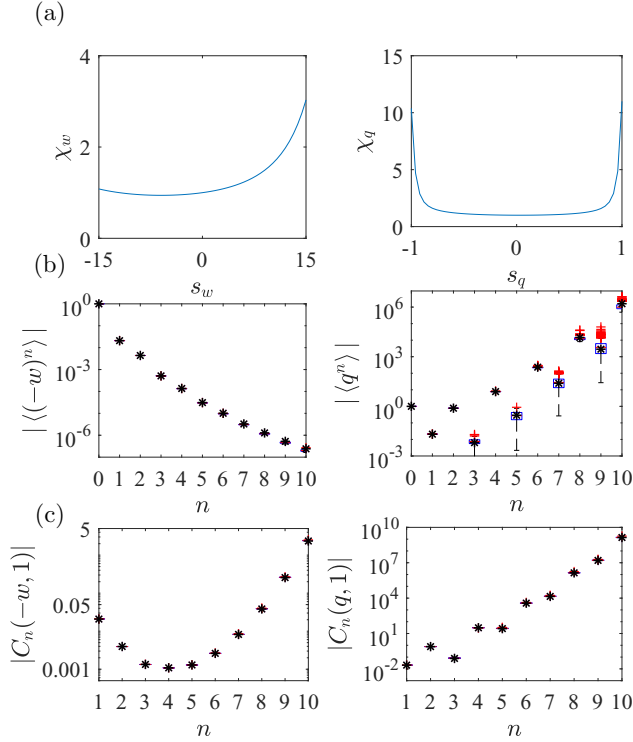 (a)
4
2
0
χ_w
-15
0
15
s_w
15
10
5
0
χ_q
-1
0
1
s_q
(b)
10^0
10^-3
10^-6
|⟨(-w)^n⟩|
0 1 2 3 4 5 6 7 8 9 10
n
10^6
10^3
10^0
10^-3
|⟨q^n⟩|
0 1 2 3 4 5 6 7 8 9 10
n
(c)
5
0.05
0.001
|C_n(-w, 1)|
1 2 3 4 5 6 7 8 9 10
n
10^10
10^7
10^4
10^1
10^-2
|C_n(q, 1)|
1 2 3 4 5 6 7 8 9 10
n